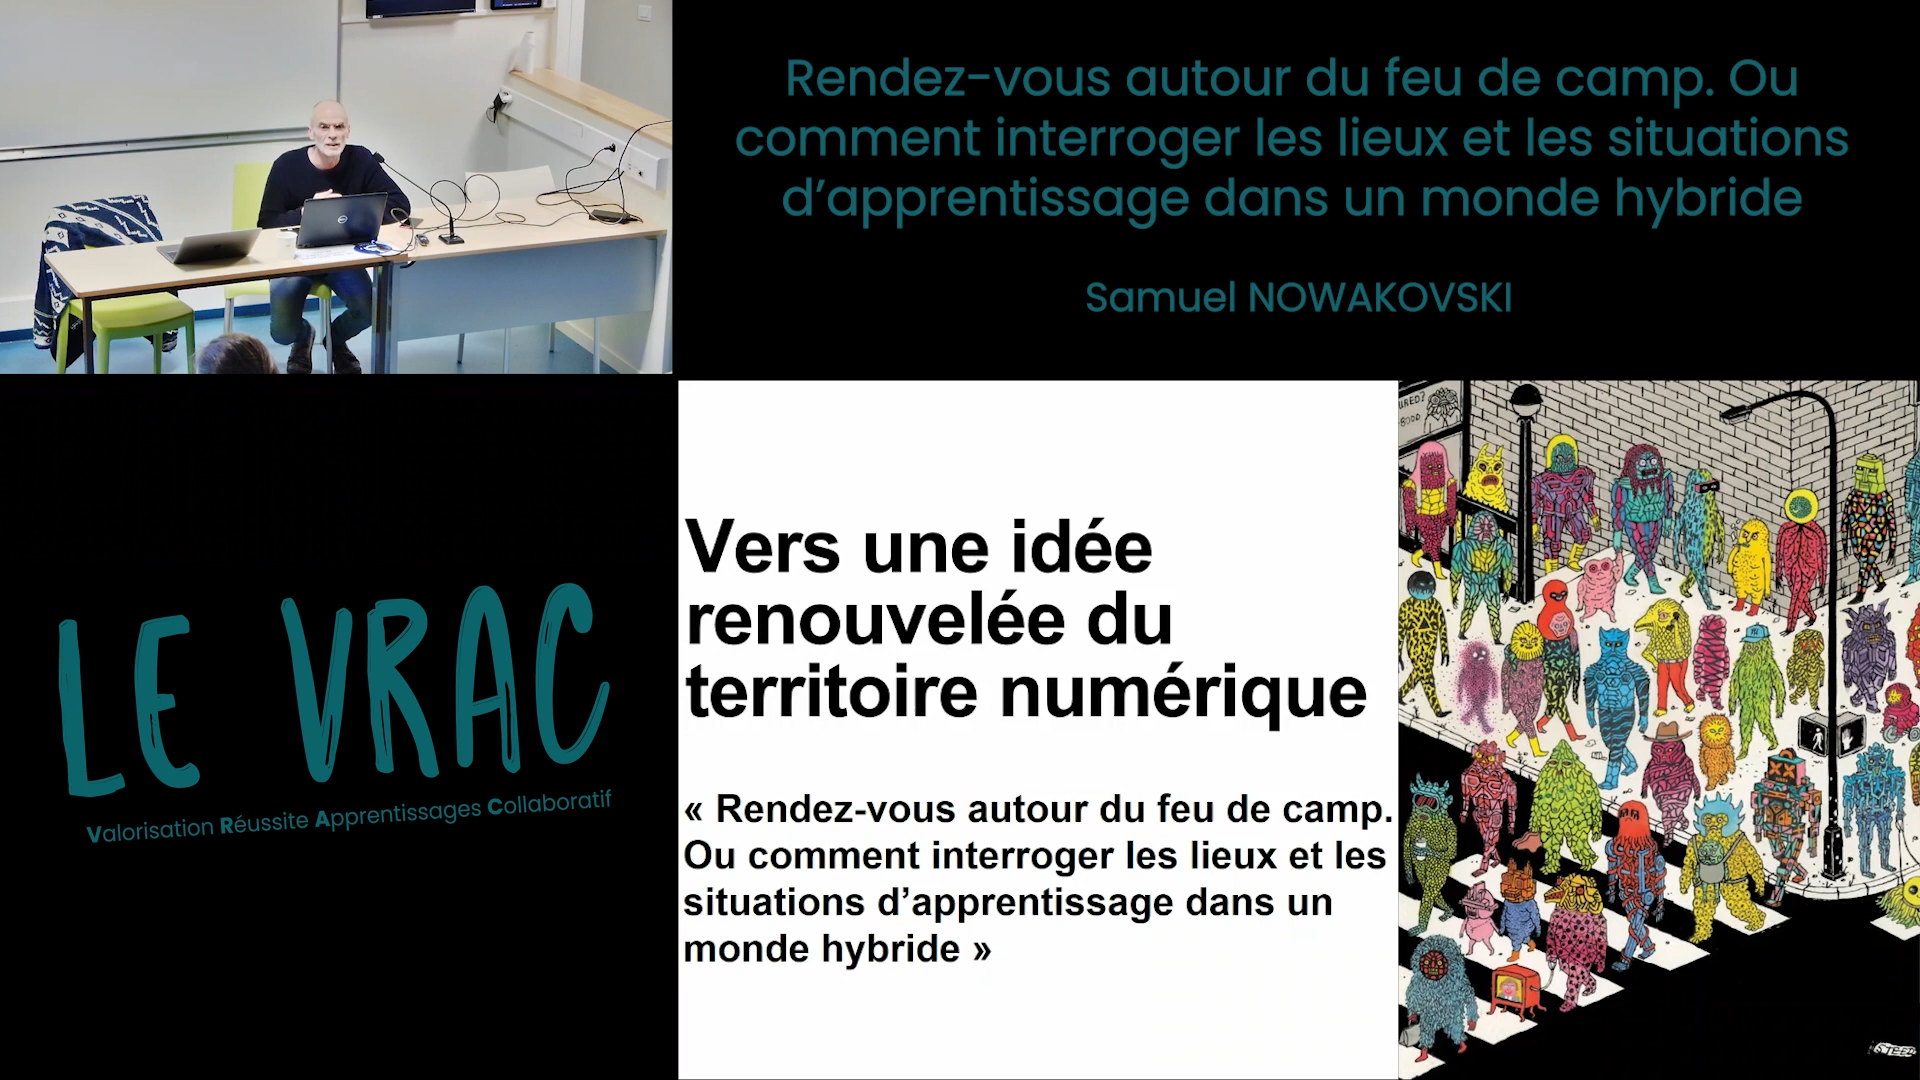 Rendez-vous autour du feu de camp. Ou
comment interroger les lieux et les situations
d’apprentissage dans un monde hybride
Samuel NOWAKOVSKI
LE VRAC
Valorisation Réussite Apprentissages Collaboratif
Vers une idée
renouvelée du
territoire numérique
« Rendez-vous autour du feu de camp.
Ou comment interroger les lieux et les
situations d’apprentissage dans un
monde hybride »
DELL
URED?